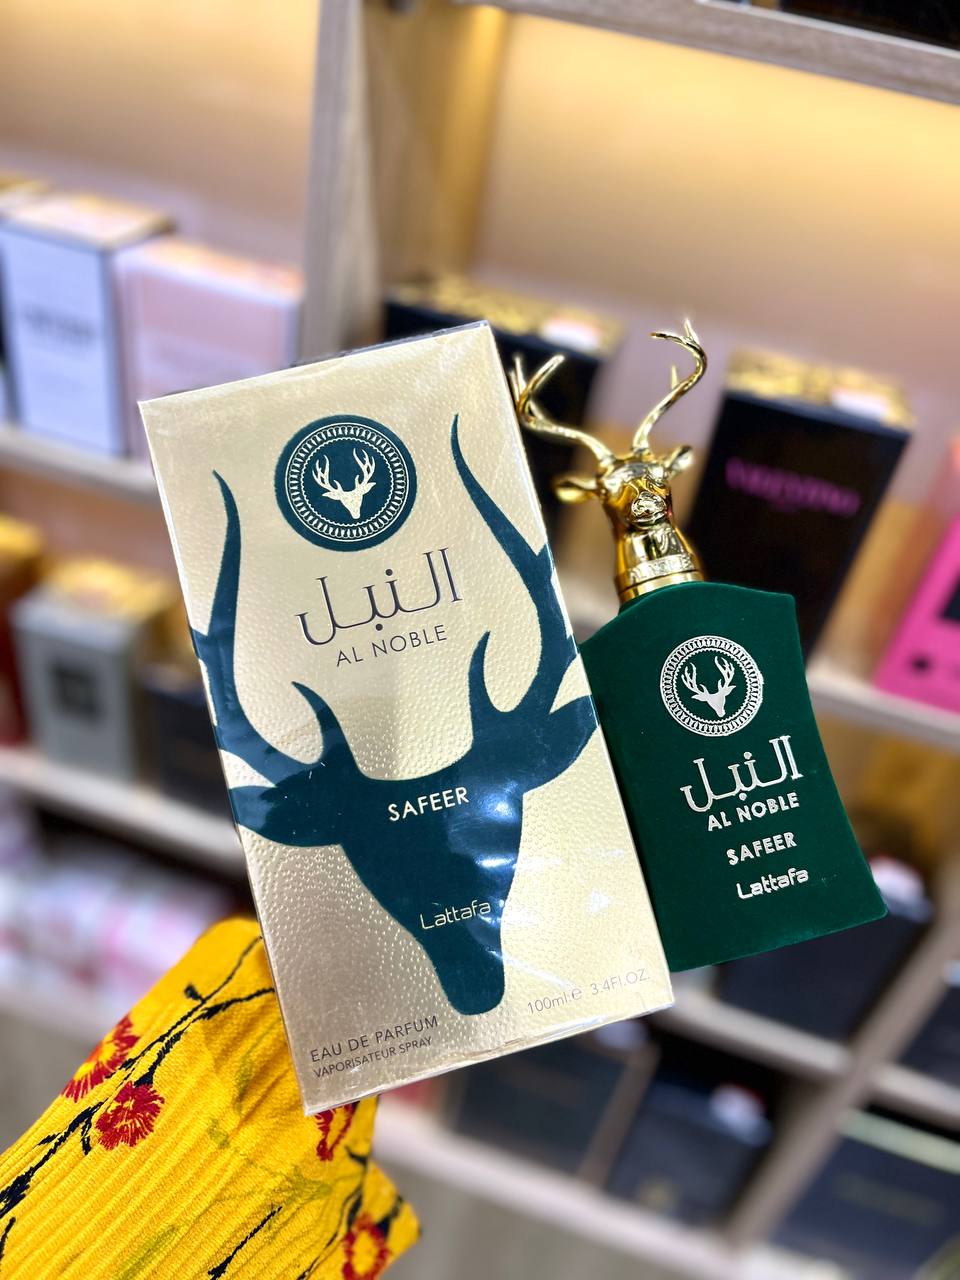 النبل
AL NOBLE
SAFEER
Lattafa
EAU DE PARFUM
VAPORISATEUR SPRAY
100ml.e 3.4Fl.OZ.
النبل
AL NOBLE
SAFEER
Lattafa